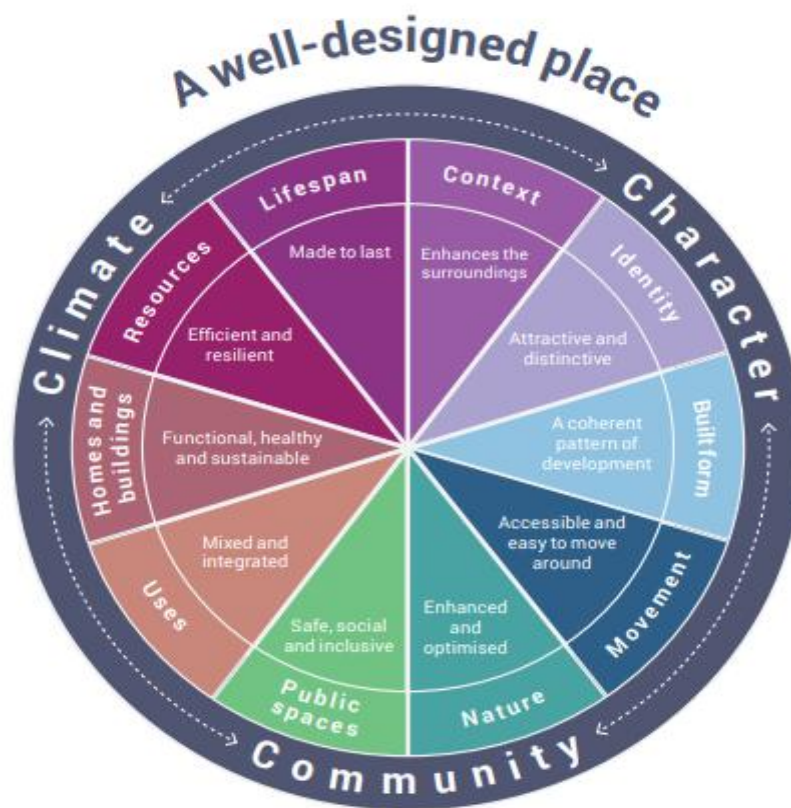 A well-designed place
Climate
Character
Community
Context
Enhances the
surroundings
Identity
Attractive and
distinctive
Built form
A coherent
pattern of
development
Movement
Accessible and
easy to move
around
Nature
Enhanced
and
optimised
Public
spaces
Safe, social
and inclusive
Uses
Mixed and
integrated
Homes and
buildings
Functional, healthy
and sustainable
Resources
Efficient and
resilient
Lifespan
Made to last